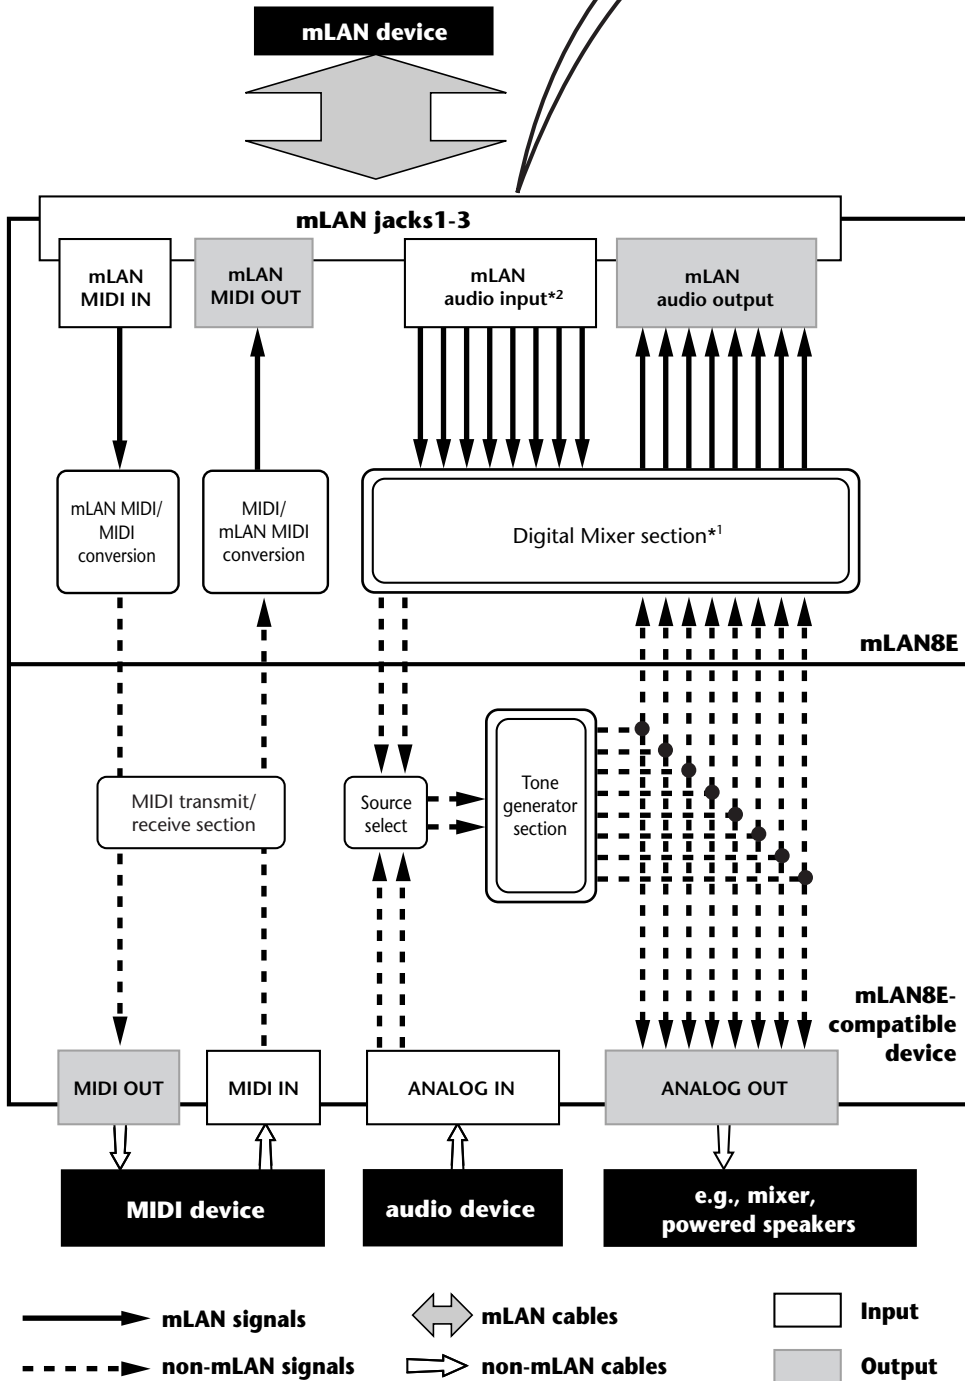 mLAN device
mLAN jacks1-3
mLAN
MIDI IN
mLAN
MIDI OUT
mLAN
audio input*2
mLAN
audio output
mLAN MIDI/
MIDI
conversion
MIDI/
mLAN MIDI
conversion
Digital Mixer section*1
mLAN8E
MIDI transmit/
receive section
Source
select
Tone
generator
section
mLAN8E-
compatible
device
MIDI OUT
MIDI IN
ANALOG IN
ANALOG OUT
MIDI device
audio device
e.g., mixer,
powered speakers
mLAN signals
mLAN cables
Input
non-mLAN signals
non-mLAN cables
Output